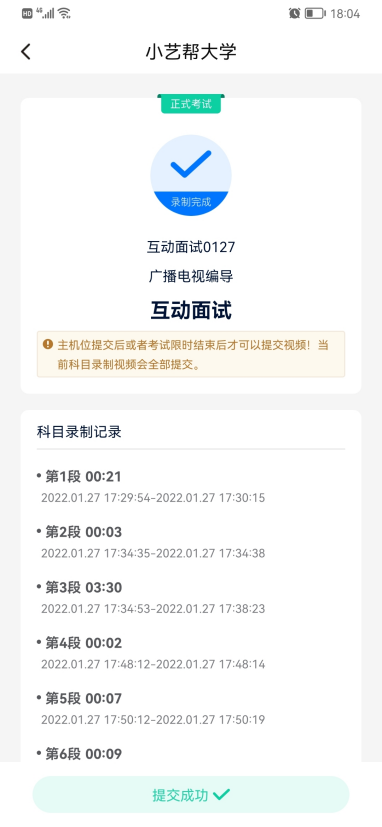 HD 4G 18:04
小艺帮大学
正式考试
录制完成
互动面试0127
广播电视编导
互动面试
主机位提交后或者考试限时结束后才可以提交视频！当
前科目录制视频会全部提交。
科目录制记录
第1段 00:21
2022.01.27 17:29:54-2022.01.27 17:30:15
第2段 00:03
2022.01.27 17:34:35-2022.01.27 17:34:38
第3段 03:30
2022.01.27 17:34:53-2022.01.27 17:38:23
第4段 00:02
2022.01.27 17:48:12-2022.01.27 17:48:14
第5段 00:07
2022.01.27 17:50:12-2022.01.27 17:50:19
第6段 00:09
提交成功